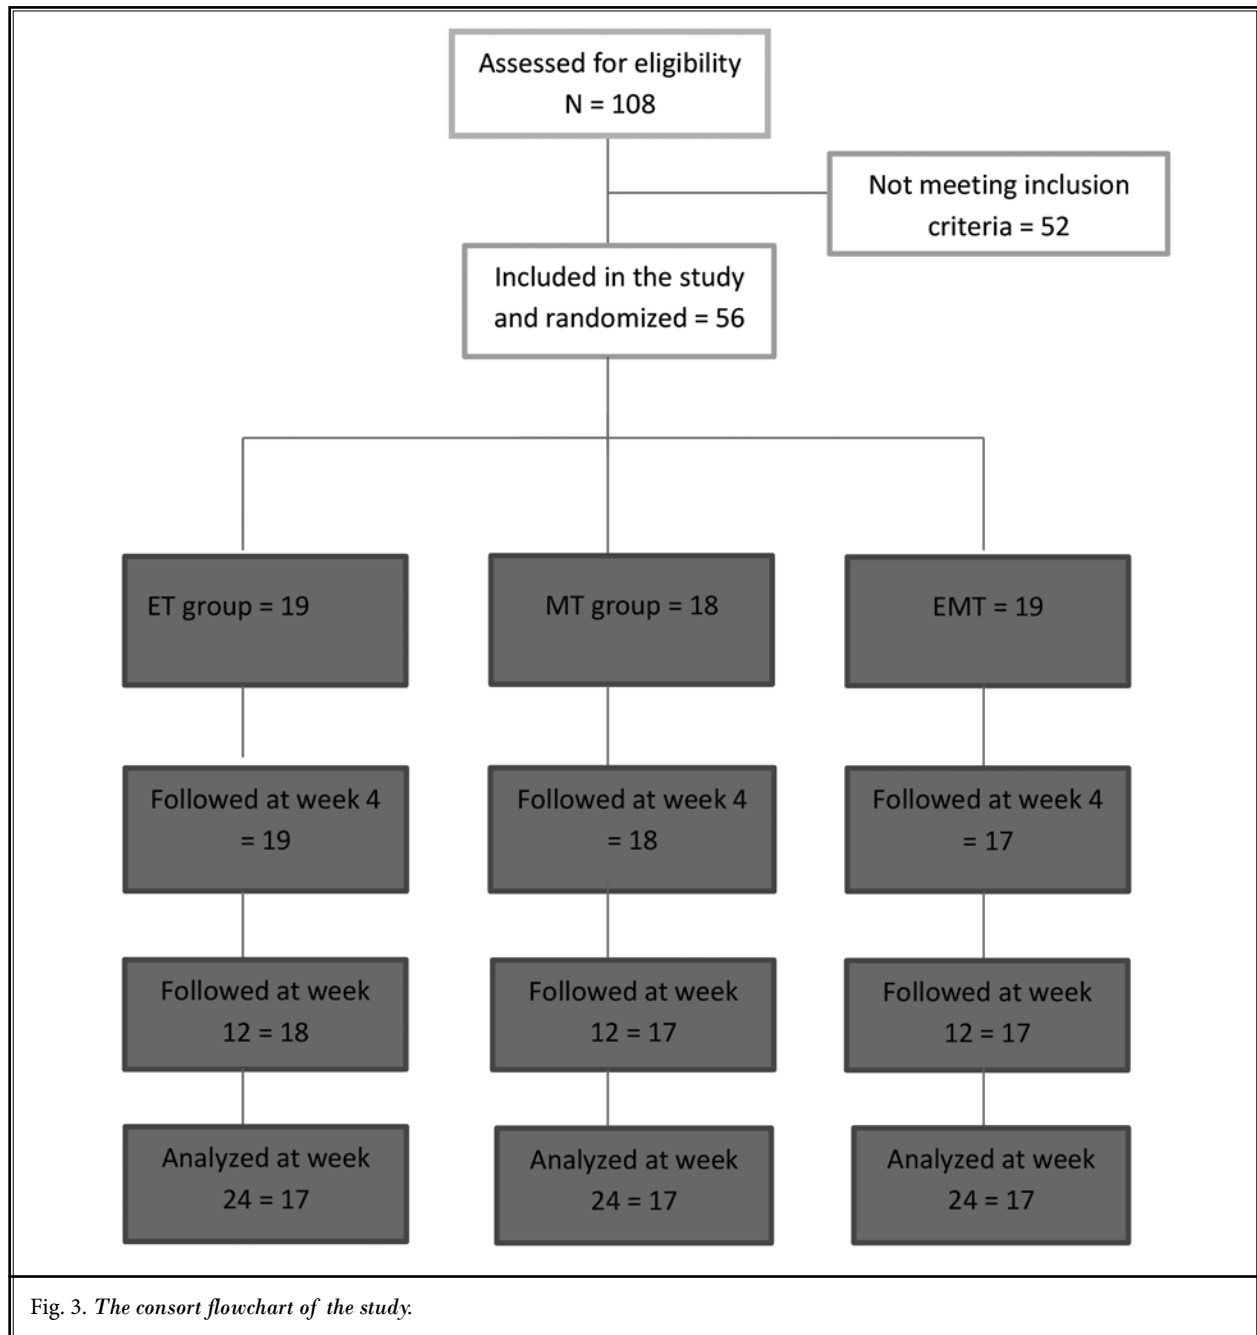 Assessed for eligibility
N = 108
Not meeting inclusion
criteria = 52
Included in the study
and randomized = 56
ET group = 19
MT group = 18
EMT = 19
Followed at week 4
= 19
Followed at week 4
= 18
Followed at week 4
= 17
Followed at week
12 = 18
Followed at week
12 = 17
Followed at week
12 = 17
Analyzed at week
24 = 17
Analyzed at week
24 = 17
Analyzed at week
24 = 17
Fig. 3. The consort flowchart of the study.